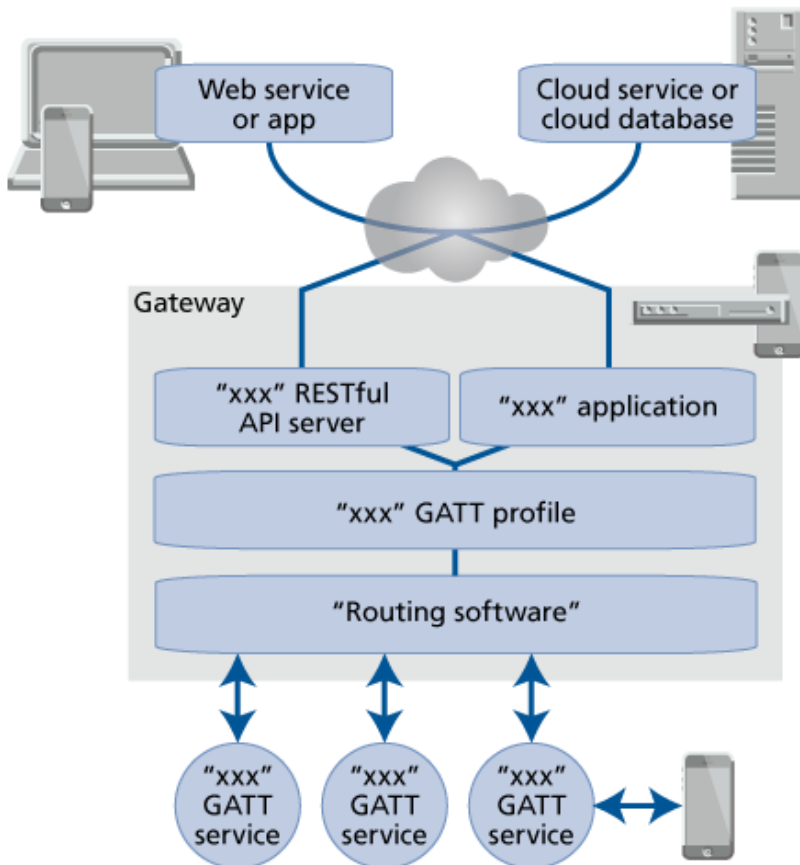 Web service
or app
Cloud service or
cloud database
Gateway
“xxx” RESTful
API server
“xxx” application
“xxx” GATT profile
“Routing software”
“xxx”
GATT
service
“xxx”
GATT
service
“xxx”
GATT
service